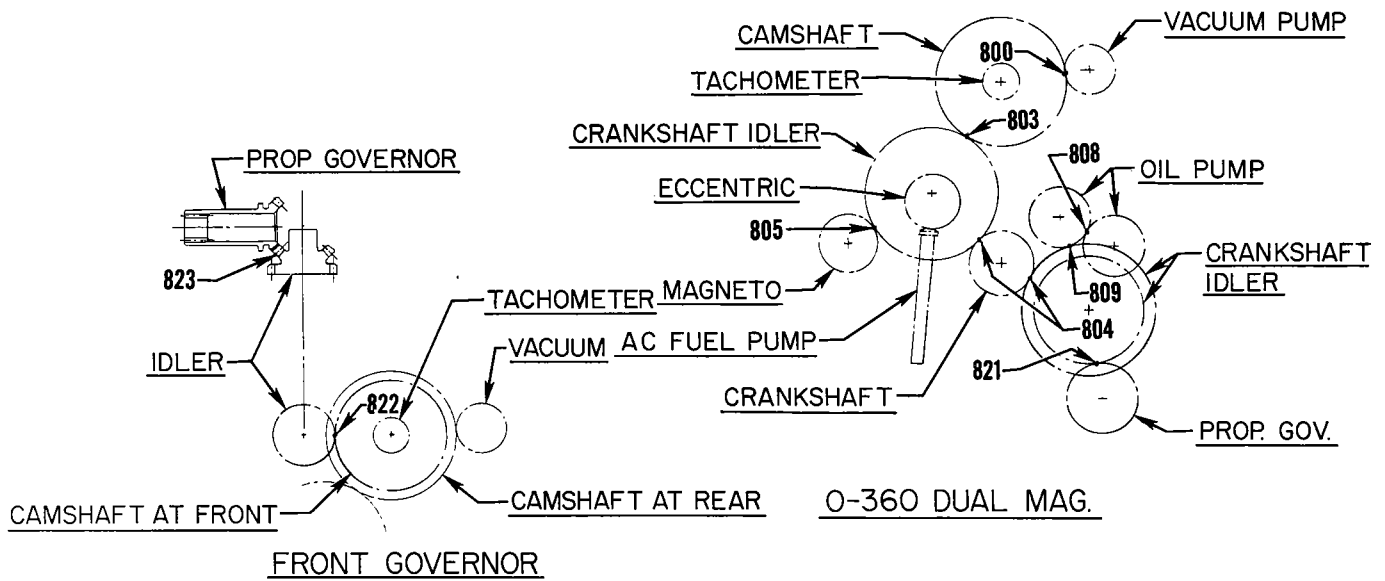 CAMSHAFT
VACUUM PUMP
800
TACHOMETER
803
CRANKSHAFT IDLER
808
OIL PUMP
PROP GOVERNOR
ECCENTRIC
805
CRANKSHAFT
IDLER
823
809
TACHOMETER
MAGNETO
804
IDLER
VACUUM
AC FUEL PUMP
821
822
CRANKSHAFT
PROP. GOV.
CAMSHAFT AT FRONT
CAMSHAFT AT REAR
O-360 DUAL MAG.
FRONT GOVERNOR